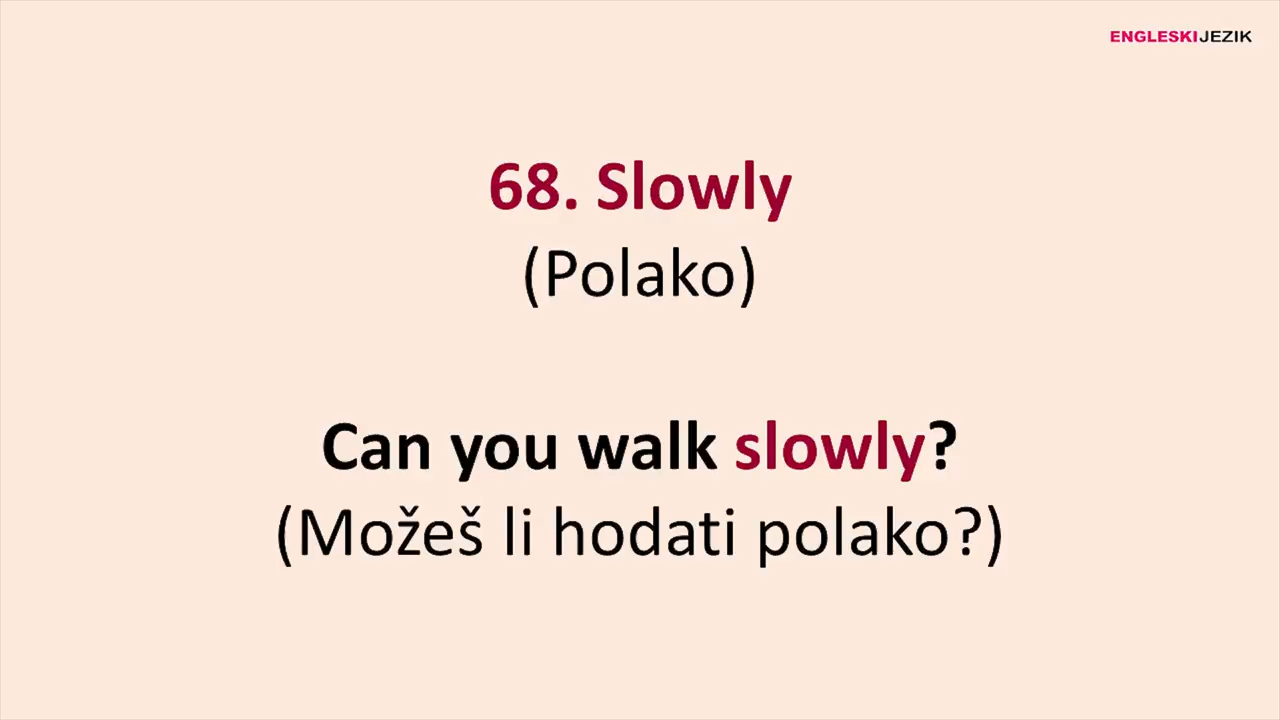 ENGLESKIJEZIK
68. Slowly
(Polako)
Can you walk slowly?
(Možeš li hodati polako?)